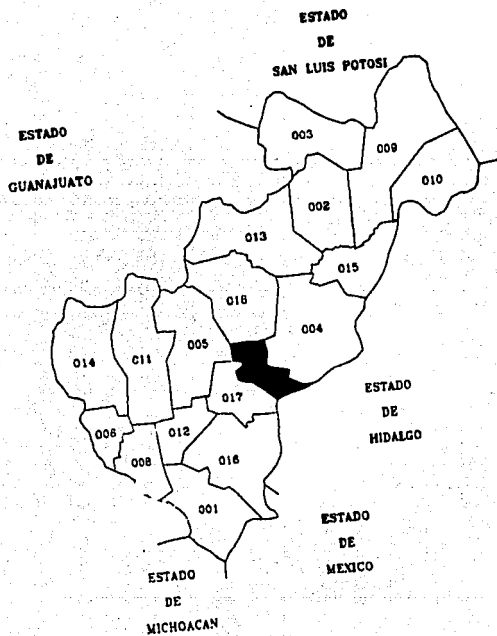 ESTADO
DE
SAN LUIS POTOSI
ESTADO
DE
GUANAJUATO
003
009
010
002
013
015
018
004
005
011
014
017
006
012
008
016
001
ESTADO
DE
HIDALGO
ESTADO
DE
MEXICO
ESTADO
DE
MICHOACAN